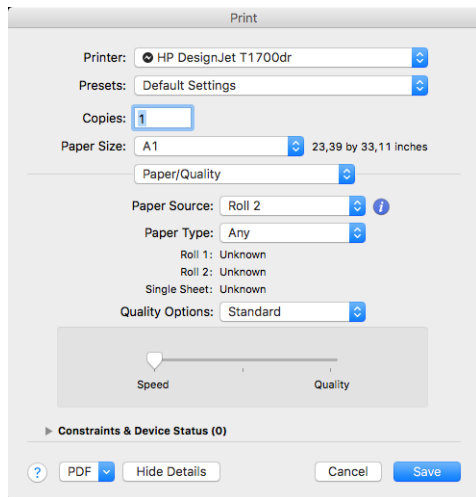 Print
Printer: HP DesignJet T1700dr
Presets: Default Settings
Copies: 1
Paper Size: A1 23,39 by 33,11 inches
Paper/Quality
Paper Source: Roll 2 i
Paper Type: Any
Roll 1: Unknown
Roll 2: Unknown
Single Sheet: Unknown
Quality Options: Standard
Speed Quality
Constraints & Device Status (0)
? PDF Hide Details Cancel Save